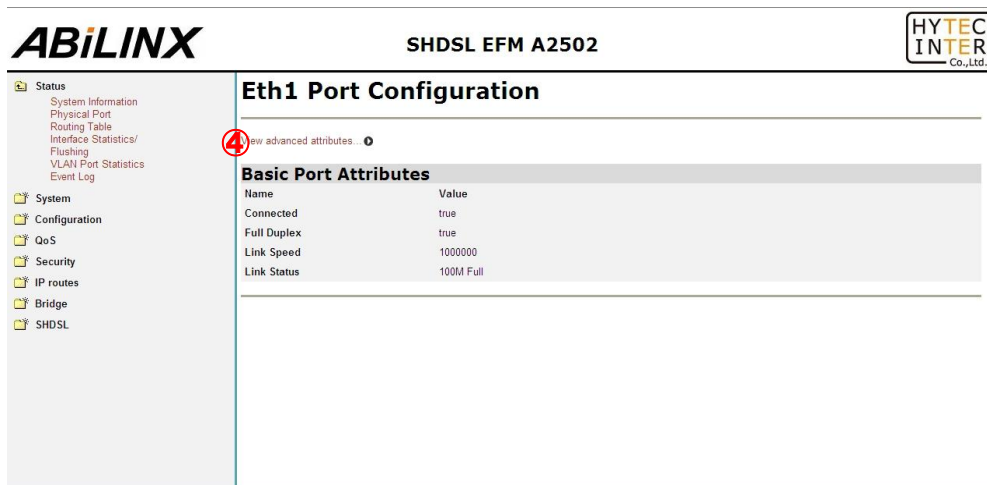 ABiLINX
SHDSL EFM A2502
HYTEC
INTER
Co.,Ltd.
Status
System Information
Physical Port
Routing Table
Interface Statistics/
Flushing
VLAN Port Statistics
Event Log
System
Configuration
QoS
Security
IP routes
Bridge
SHDSL
Eth1 Port Configuration
④
View advanced attributes...
Basic Port Attributes
Name Value
Connected true
Full Duplex true
Link Speed 1000000
Link Status 100M Full